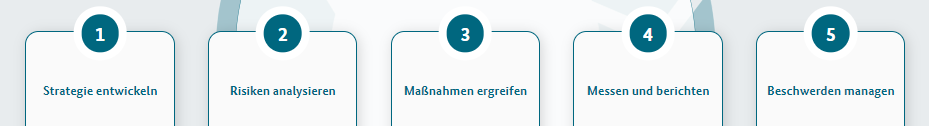 1
Strategie entwickeln
2
Risiken analysieren
3
Maßnahmen ergreifen
4
Messen und berichten
5
Beschwerden managen